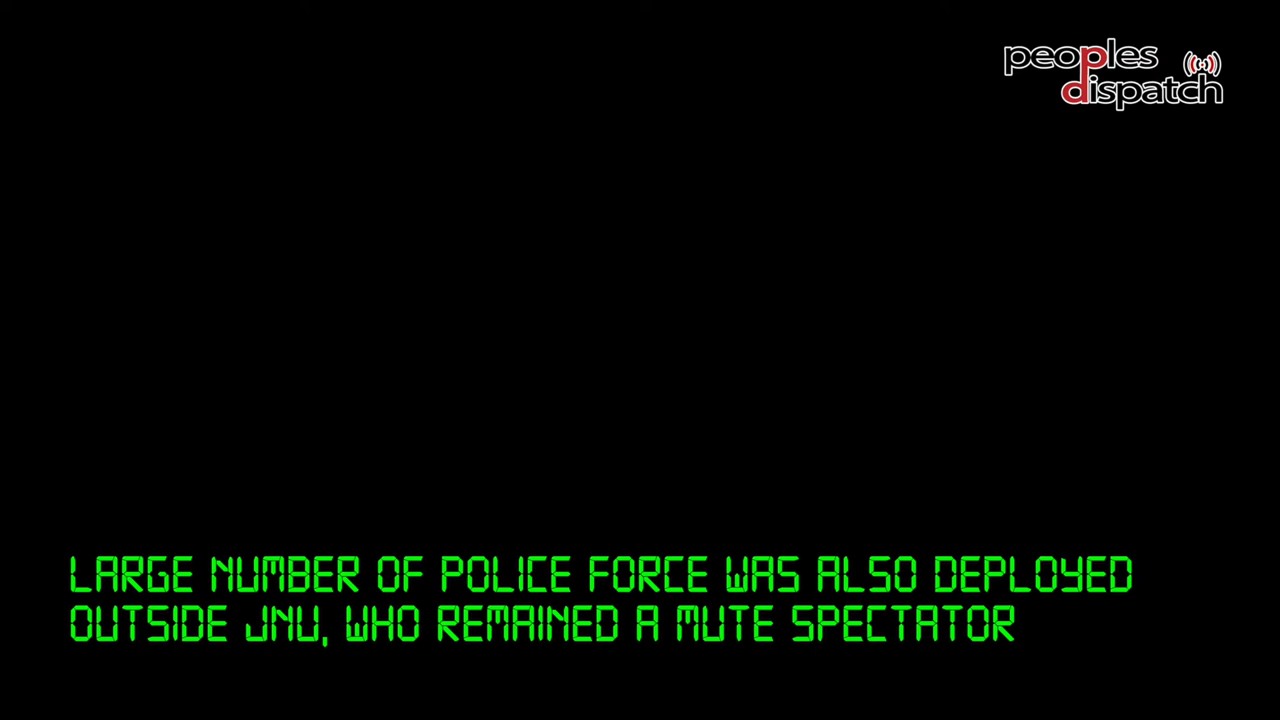 peoples
dispatch
LARGE NUMBER OF POLICE FORCE WAS ALSO DEPLOYED
OUTSIDE JNU, WHO REMAINED A MUTE SPECTATOR